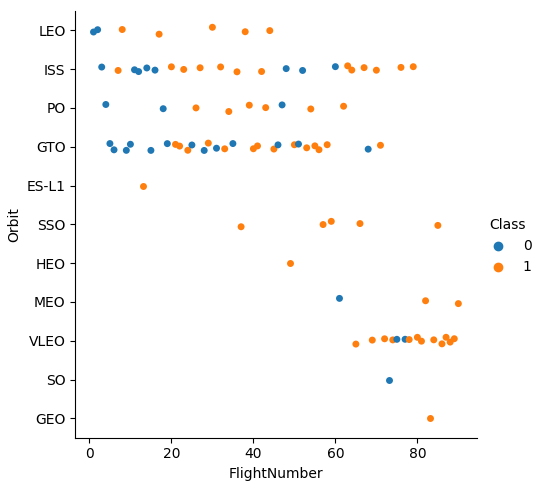 LEO
ISS
PO
GTO
ES-L1
SSO
HEO
MEO
VLEO
SO
GEO
Orbit
0
20
40
60
80
FlightNumber
Class
0
1